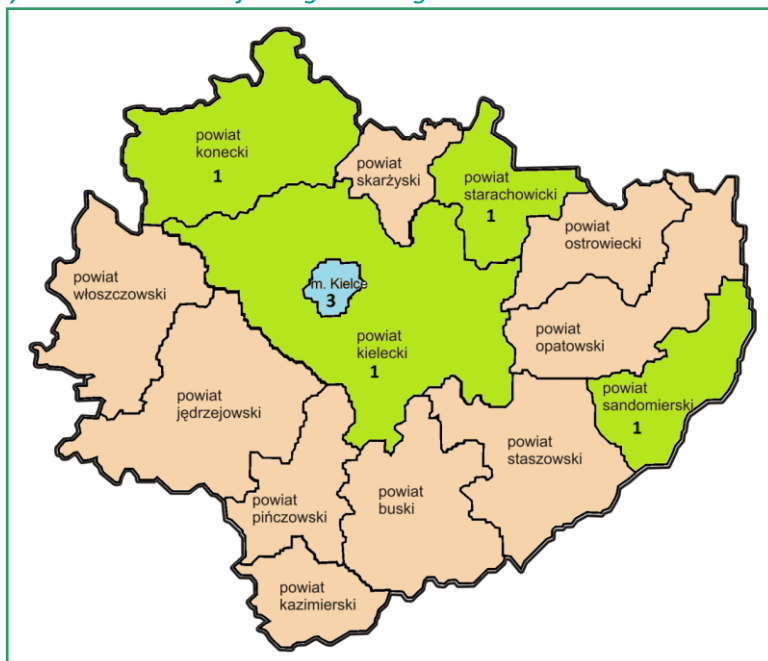 powiat
konecki
1
powiat
skarżyski
powiat
starachowicki
1
powiat
ostrowiecki
powiat
włoszczowski
m. Kielce
3
powiat
kielecki
1
powiat
opatowski
powiat
jędrzejowski
powiat
sandomierski
1
powiat
staszowski
powiat
pińczowski
powiat
buski
powiat
kazimierski